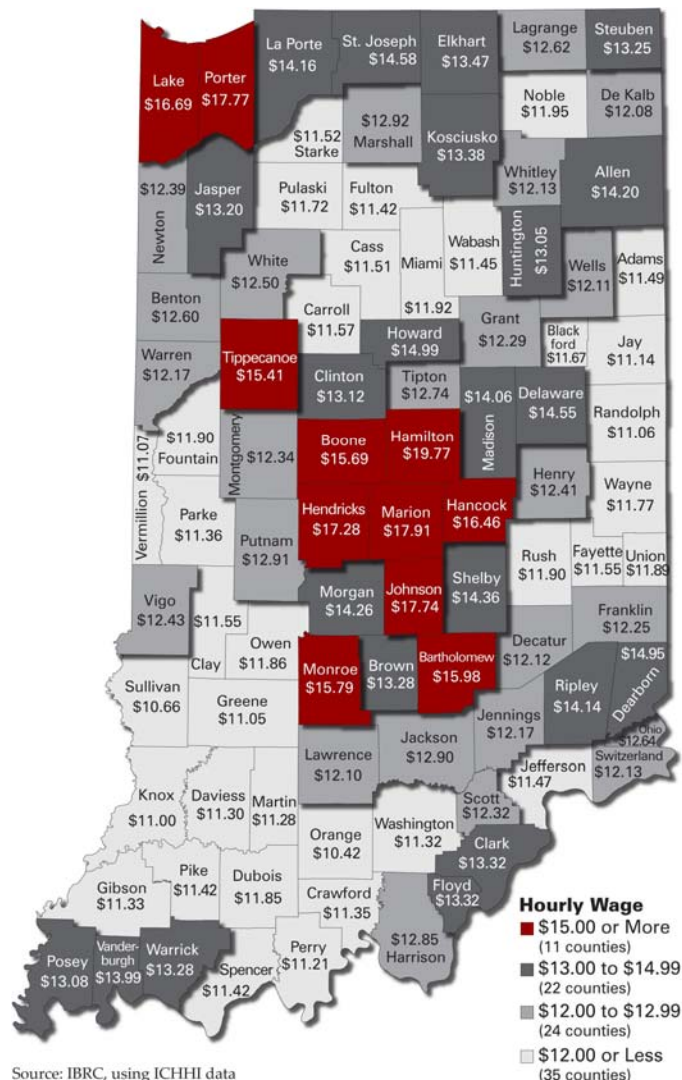 Lake
$16.69
Porter
$17.77
La Porte
$14.16
St. Joseph
$14.58
Elkhart
$13.47
Lagrange
$12.62
Steuben
$13.25
Noble
$11.95
De Kalb
$12.08
$11.52
Starke
$12.92
Marshall
Kosciusko
$13.38
Whitley
$12.13
Allen
$14.20
$12.39
Newton
Jasper
$13.20
Pulaski
$11.72
Fulton
$11.42
Huntington
$13.05
White
$12.50
Cass
$11.51
Miami
$11.92
Wabash
$11.45
Wells
$12.11
Adams
$11.49
Benton
$12.60
Carroll
$11.57
Howard
$14.99
Grant
$12.29
Black
ford
$11.67
Jay
$11.14
Warren
$12.17
Tippecanoe
$15.41
Clinton
$13.12
Tipton
$12.74
$14.06
Madison
Delaware
$14.55
Randolph
$11.06
Vermillion
$11.07
$11.90
Fountain
Montgomery
$12.34
Boone
$15.69
Hamilton
$19.77
Henry
$12.41
Wayne
$11.77
Parke
$11.36
Putnam
$12.91
Hendricks
$17.28
Marion
$17.91
Hancock
$16.46
Rush
$11.90
Fayette
$11.55
Union
$11.89
Vigo
$12.43
$11.55
Clay
Owen
$11.86
Morgan
$14.26
Johnson
$17.74
Shelby
$14.36
Decatur
$12.12
Franklin
$12.25
Sullivan
$10.66
Greene
$11.05
Monroe
$15.79
Brown
$13.28
Bartholomew
$15.98
Jennings
$12.17
Ripley
$14.14
$14.95
Dearborn
Ohio
$12.64
Switzerland
$12.13
Lawrence
$12.10
Jackson
$12.90
Jefferson
$11.47
Knox
$11.00
Daviess
$11.30
Martin
$11.28
Orange
$10.42
Washington
$11.32
Scott
$12.32
Clark
$13.32
Floyd
$13.32
Gibson
$11.33
Pike
$11.42
Dubois
$11.85
Crawford
$11.35
$12.85
Harrison
Posey
$13.08
Vander-
burgh
$13.99
Warrick
$13.28
Spencer
$11.42
Perry
$11.21
Hourly Wage
$15.00 or More
(11 counties)
$13.00 to $14.99
(22 counties)
$12.00 to $12.99
(24 counties)
$12.00 or Less
(35 counties)
Source: IBRC, using ICHHI data